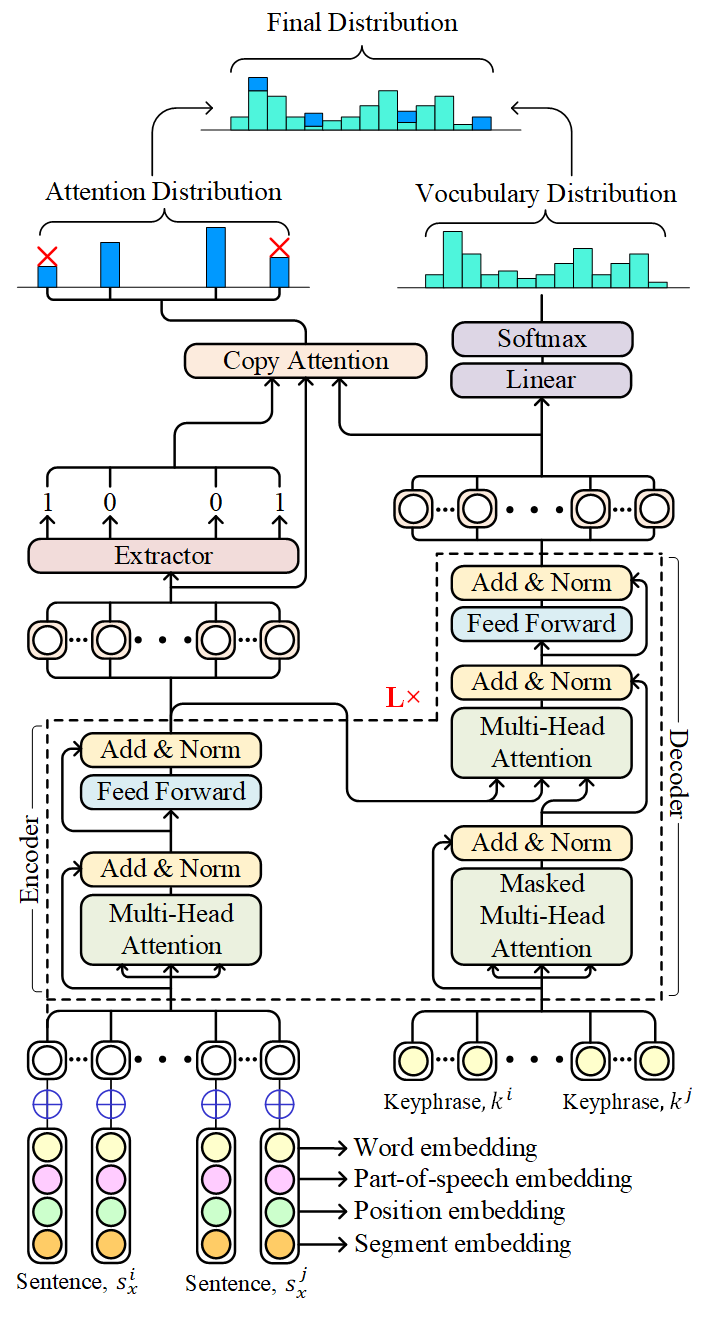 Final Distribution
Attention Distribution
Vocubulary Distribution
Softmax
Linear
Copy Attention
1 0 0 1
Extractor
L×
Add & Norm
Feed Forward
Add & Norm
Multi-Head
Attention
Add & Norm
Masked
Multi-Head
Attention
Decoder
Add & Norm
Feed Forward
Add & Norm
Multi-Head
Attention
Encoder
Keyphrase, k^i
Keyphrase, k^j
Word embedding
Part-of-speech embedding
Position embedding
Segment embedding
Sentence, s_x^i
Sentence, s_x^j